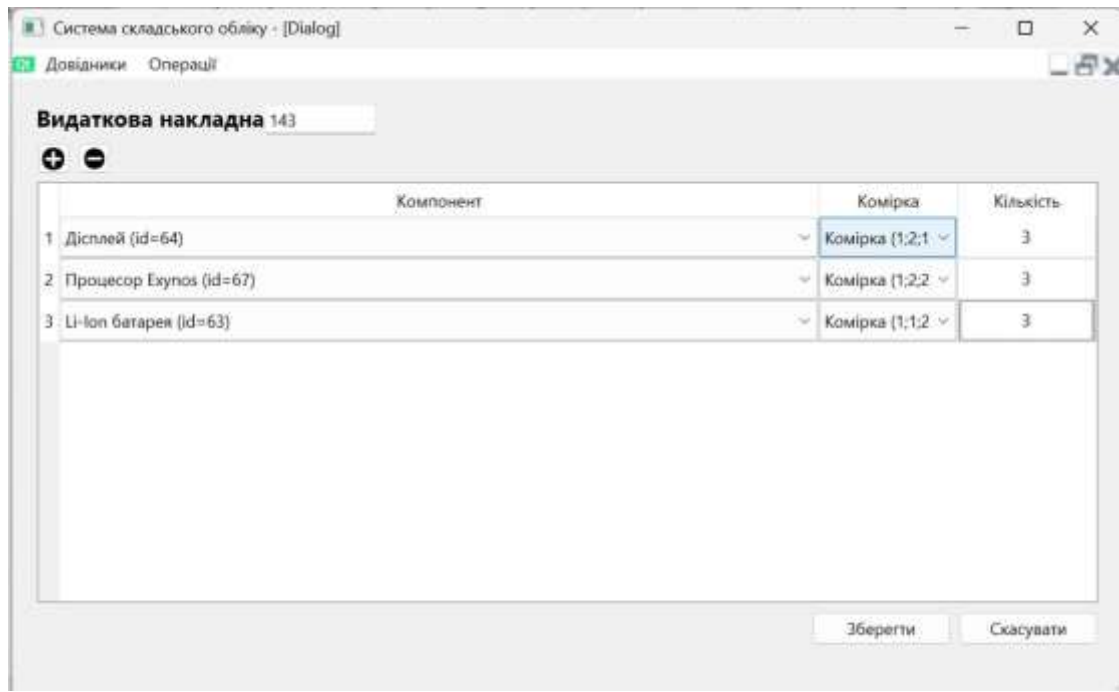 Система складського обліку - [Dialog]
Довідники Операції
Видаткова накладна 143
Компонент Комірка Кількість
1 Дісплей (id=64) Комірка (1;2;1 3
2 Процесор Exynos (id=67) Комірка (1;2;2 3
3 Li-Ion батарея (id=63) Комірка (1;1;2 3
Зберегти Скасувати